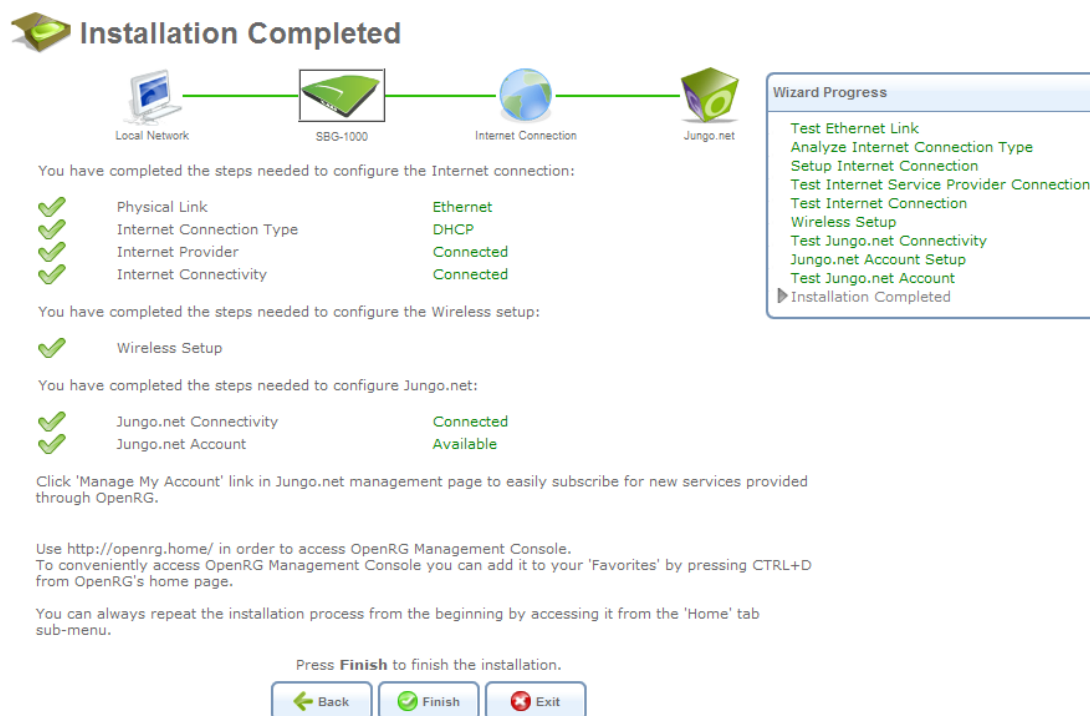 Installation Completed
Local Network
SBG-1000
Internet Connection
Jungo.net
You have completed the steps needed to configure the Internet connection:
Physical Link Ethernet
Internet Connection Type DHCP
Internet Provider Connected
Internet Connectivity Connected
You have completed the steps needed to configure the Wireless setup:
Wireless Setup
You have completed the steps needed to configure Jungo.net:
Jungo.net Connectivity Connected
Jungo.net Account Available
Click 'Manage My Account' link in Jungo.net management page to easily subscribe for new services provided
through OpenRG.
Use http://openrg.home/ in order to access OpenRG Management Console.
To conveniently access OpenRG Management Console you can add it to your 'Favorites' by pressing CTRL+D
from OpenRG's home page.
You can always repeat the installation process from the beginning by accessing it from the 'Home' tab
sub-menu.
Press Finish to finish the installation.
Back
Finish
Exit
Wizard Progress
Test Ethernet Link
Analyze Internet Connection Type
Setup Internet Connection
Test Internet Service Provider Connection
Test Internet Connection
Wireless Setup
Test Jungo.net Connectivity
Jungo.net Account Setup
Test Jungo.net Account
Installation Completed